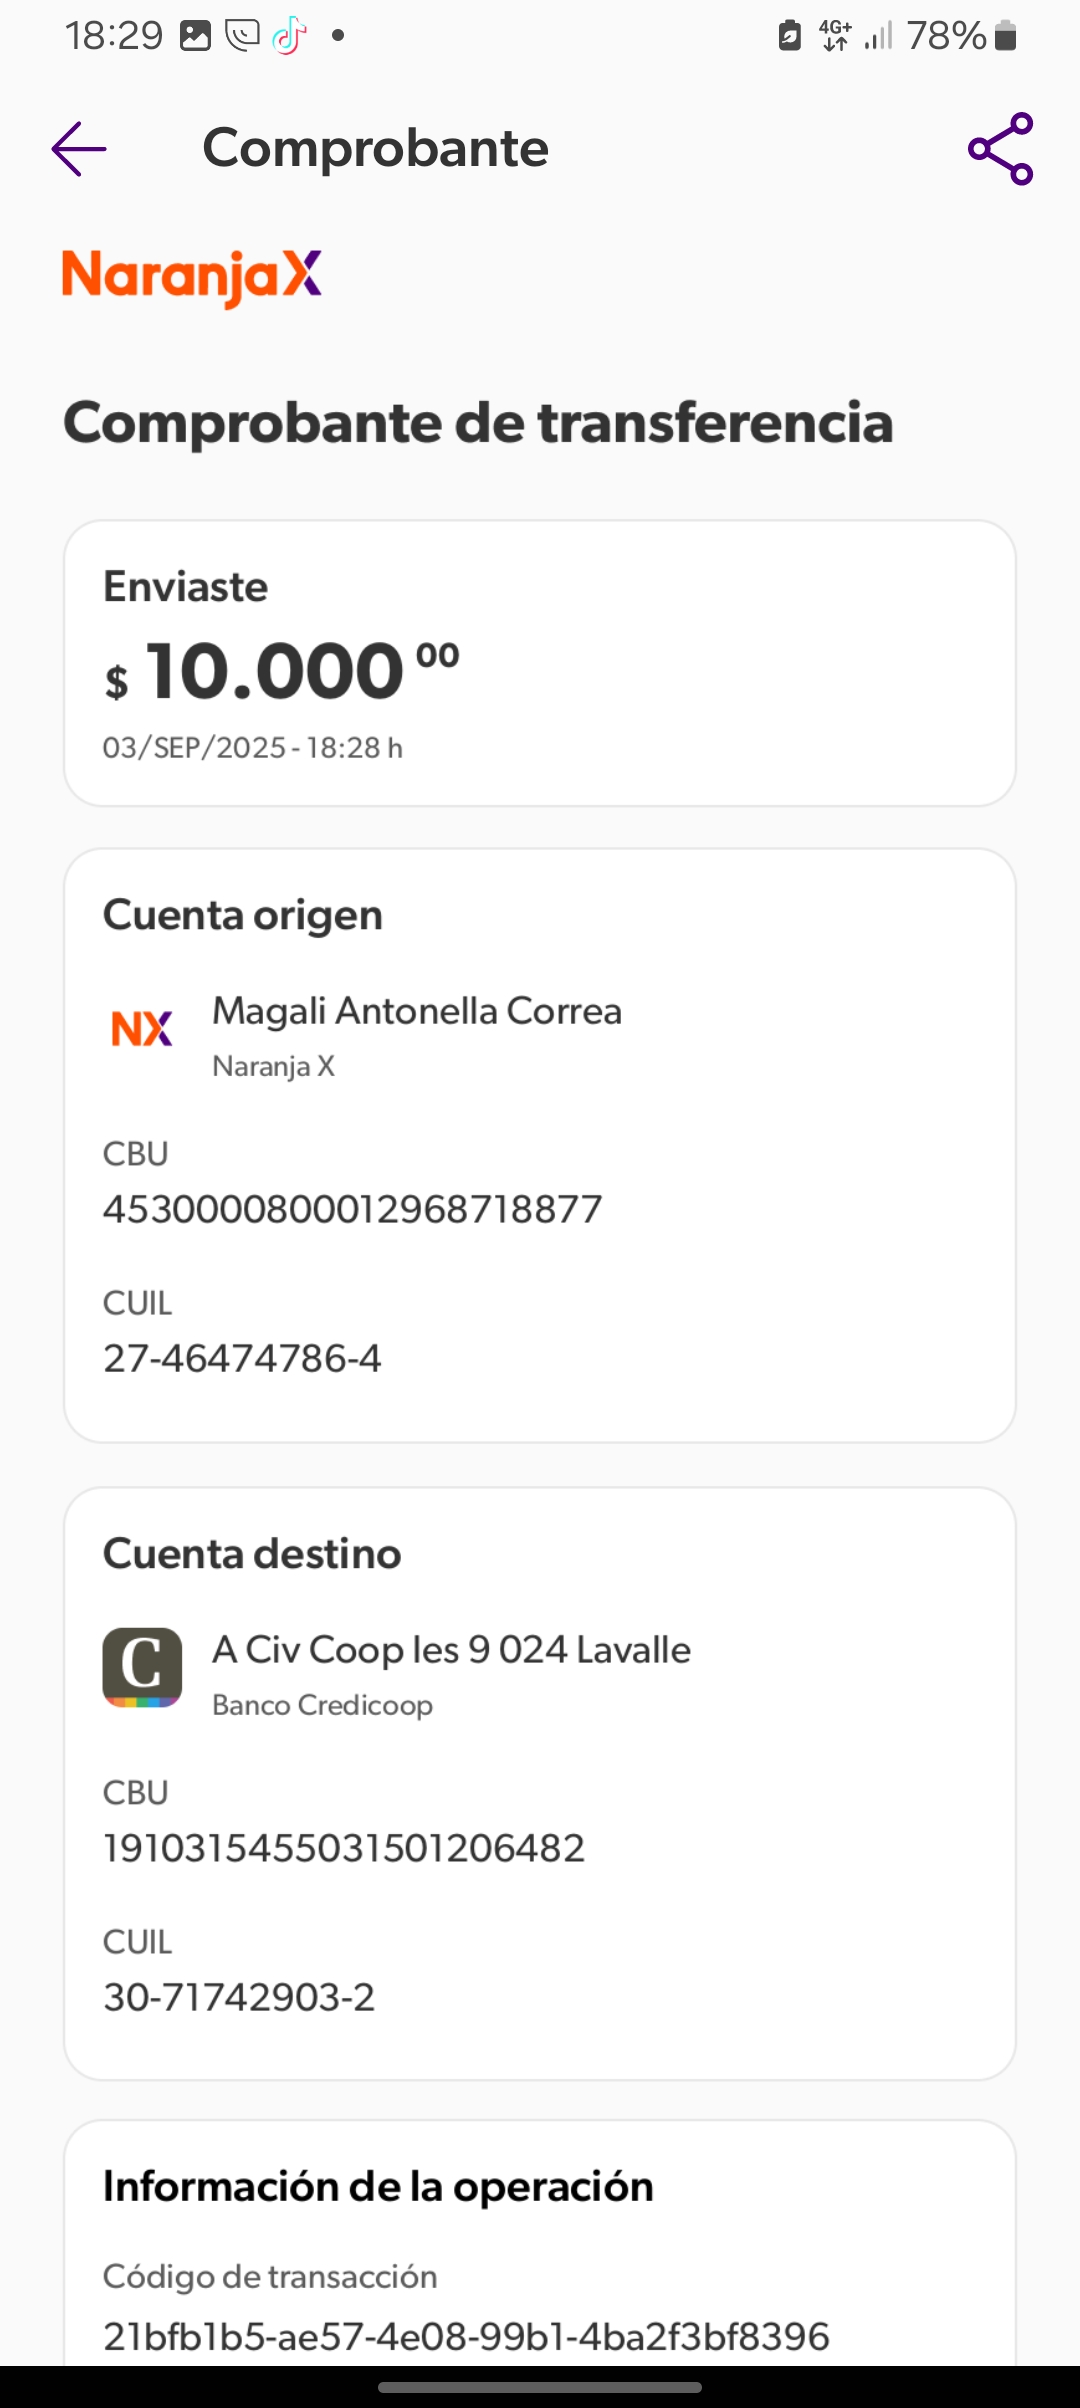 18:29 4G+ 78%
Comprobante
NaranjaX
Comprobante de transferencia
Enviaste
$ 10.000 00
03/SEP/2025 - 18:28 h
Cuenta origen
NX Magali Antonella Correa
Naranja X
CBU
4530000800012968718877
CUIL
27-46474786-4
Cuenta destino
C A Civ Coop Ies 9 024 Lavalle
Banco Credicoop
CBU
1910315455031501206482
CUIL
30-71742903-2
Información de la operación
Código de transacción
21bfb1b5-ae57-4e08-99b1-4ba2f3bf8396